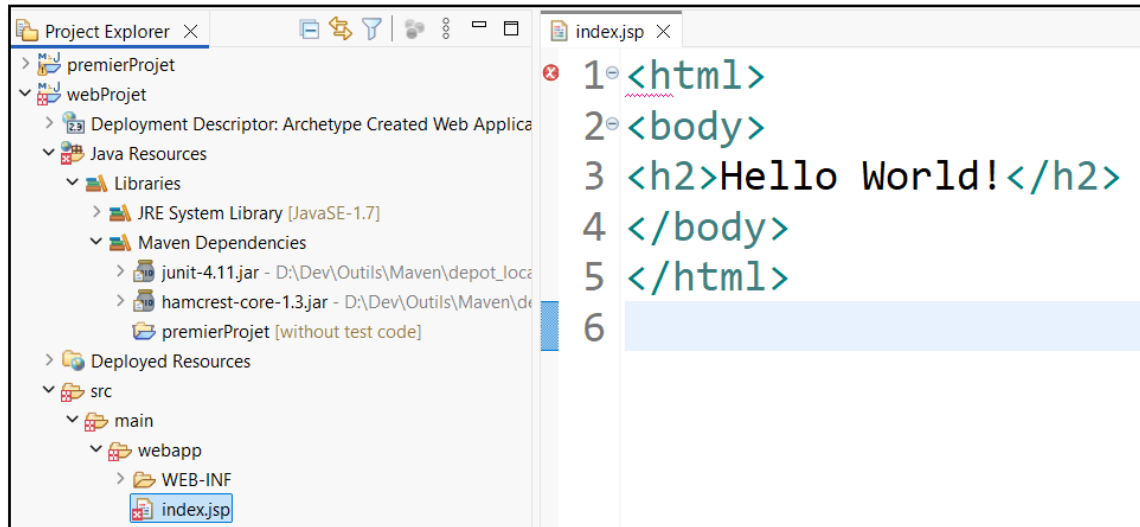 Project Explorer
premierProjet
webProjet
Deployment Descriptor: Archetype Created Web Applica
Java Resources
Libraries
JRE System Library [JavaSE-1.7]
Maven Dependencies
junit-4.11.jar - D:\Dev\Outils\Maven\depot_loca
hamcrest-core-1.3.jar - D:\Dev\Outils\Maven\de
premierProjet [without test code]
Deployed Resources
src
main
webapp
WEB-INF
index.jsp
index.jsp
1 <html>
2 <body>
3 <h2>Hello World!</h2>
4 </body>
5 </html>
6